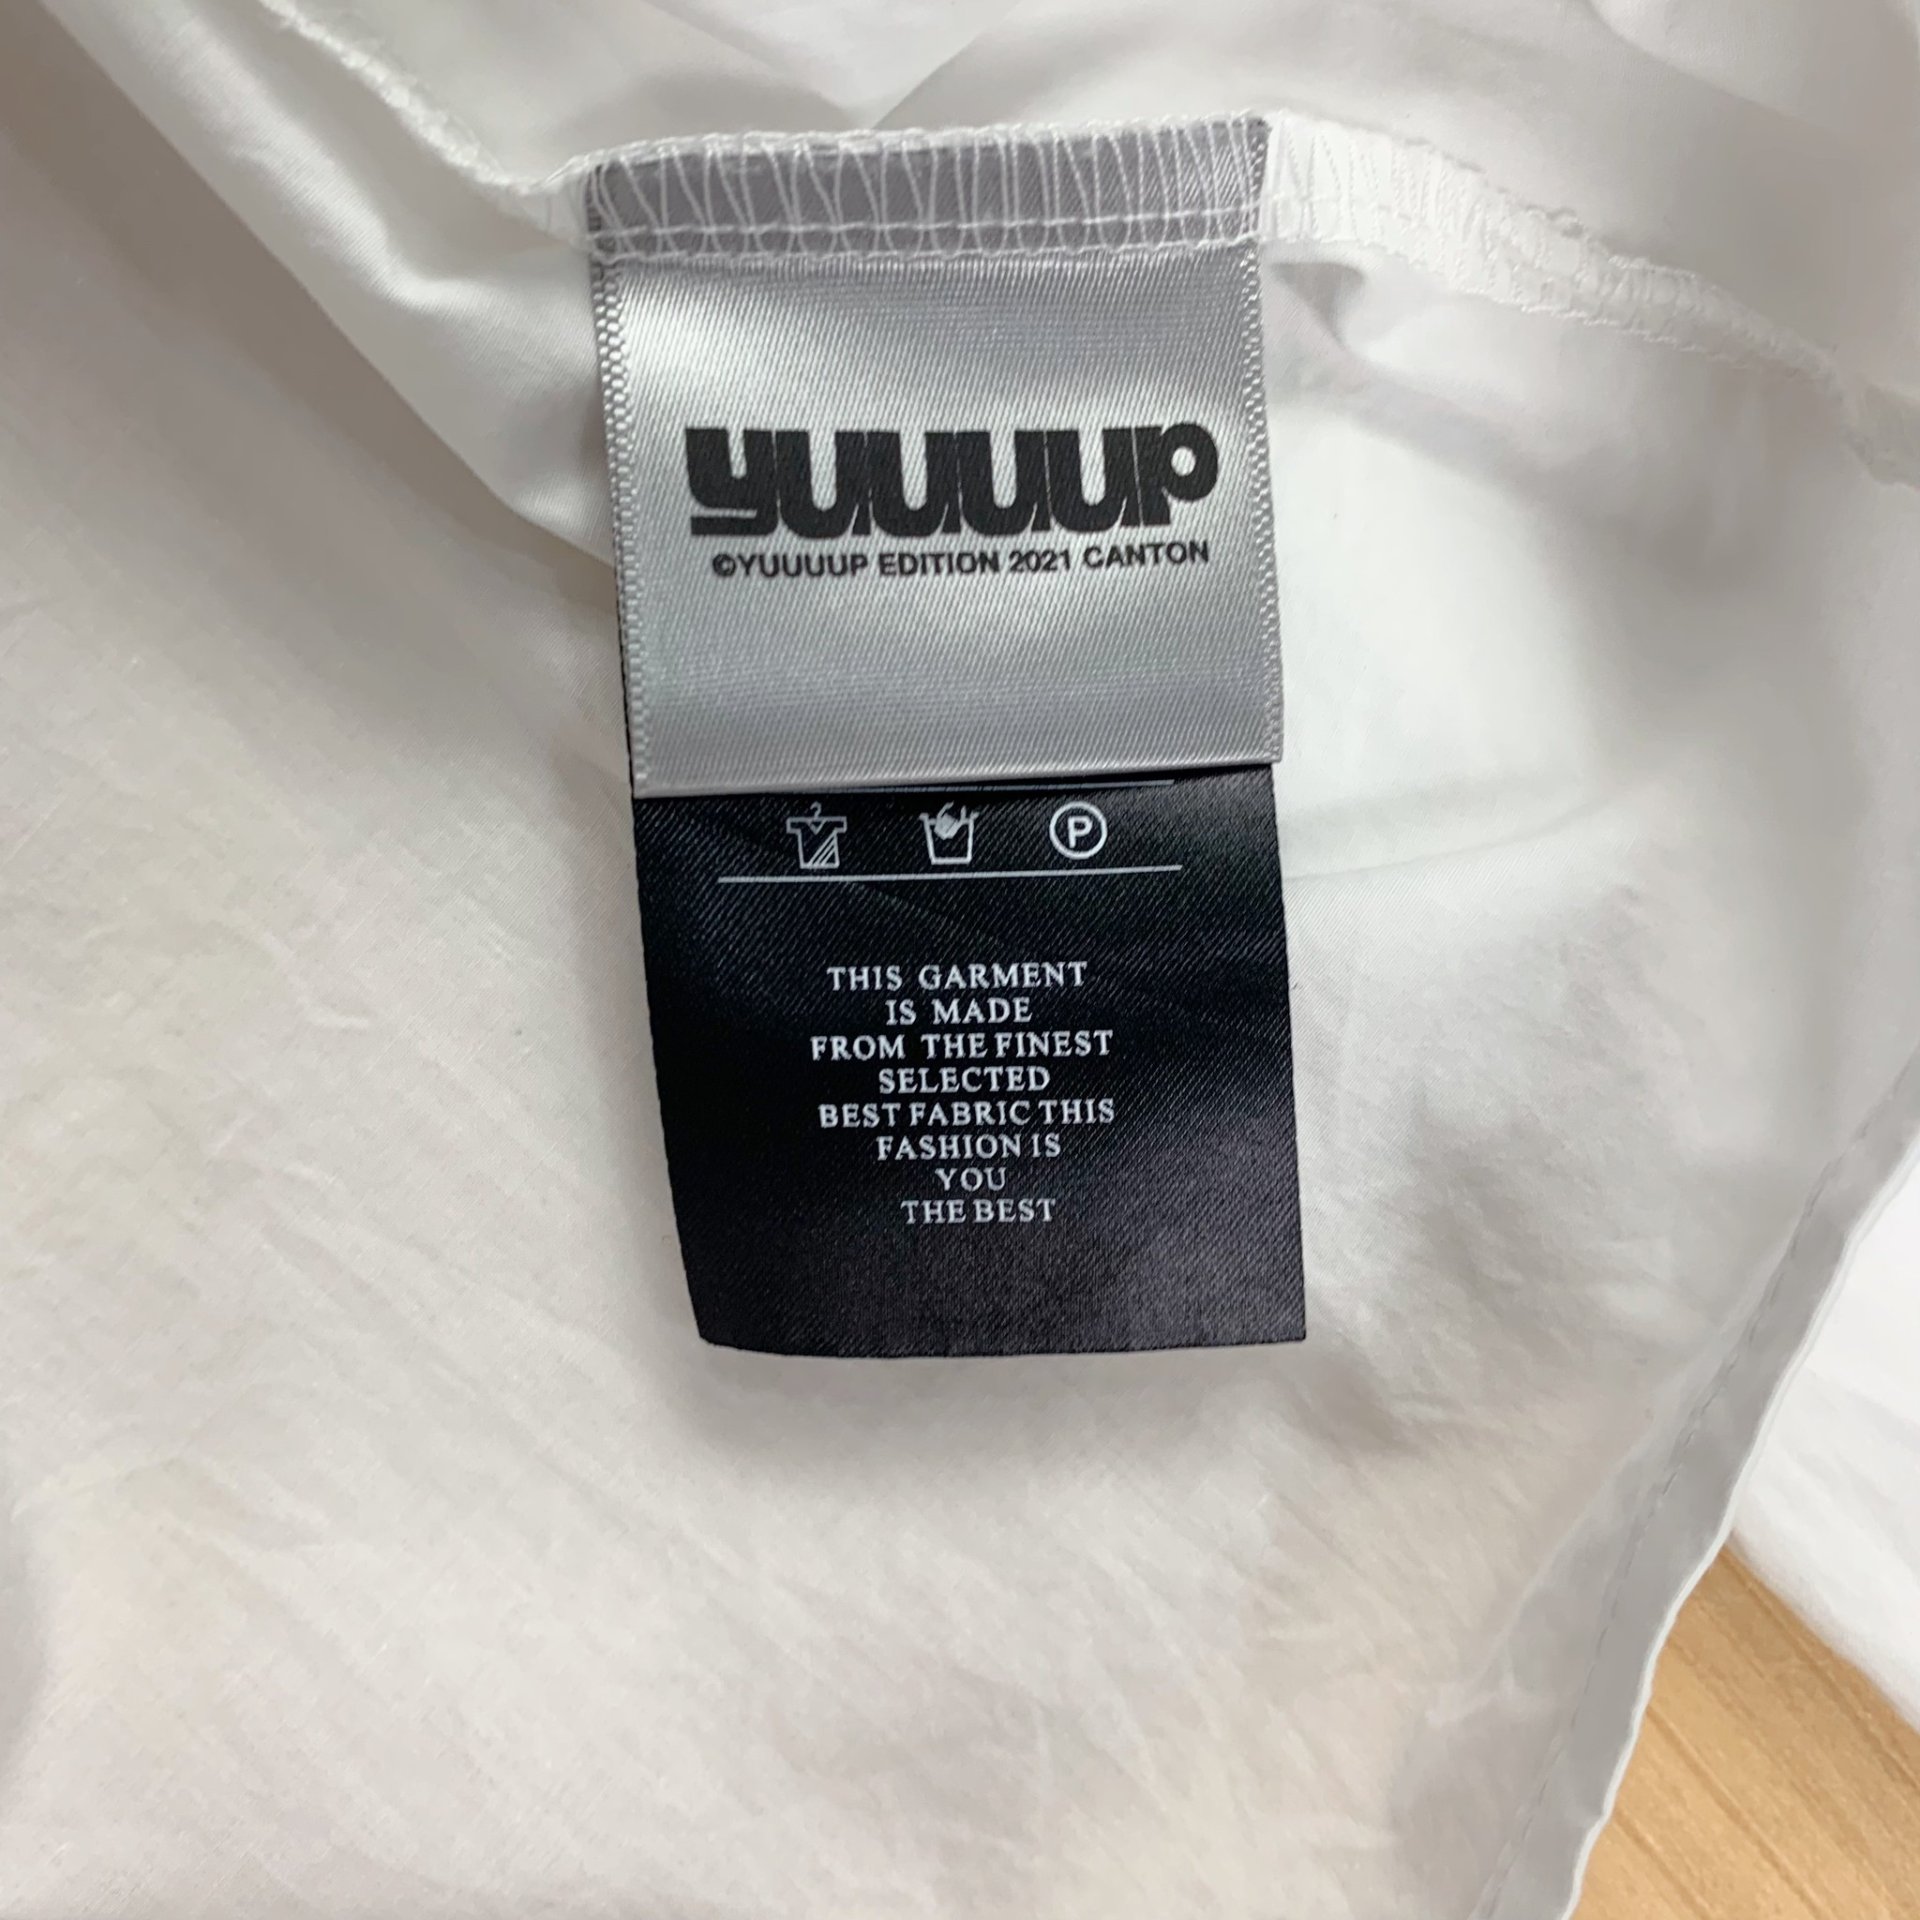 yuuuup
©YUUUUP EDITION 2021 CANTON
P
THIS GARMENT
IS MADE
FROM THE FINEST
SELECTED
BEST FABRIC THIS
FASHION IS
YOU
THE BEST